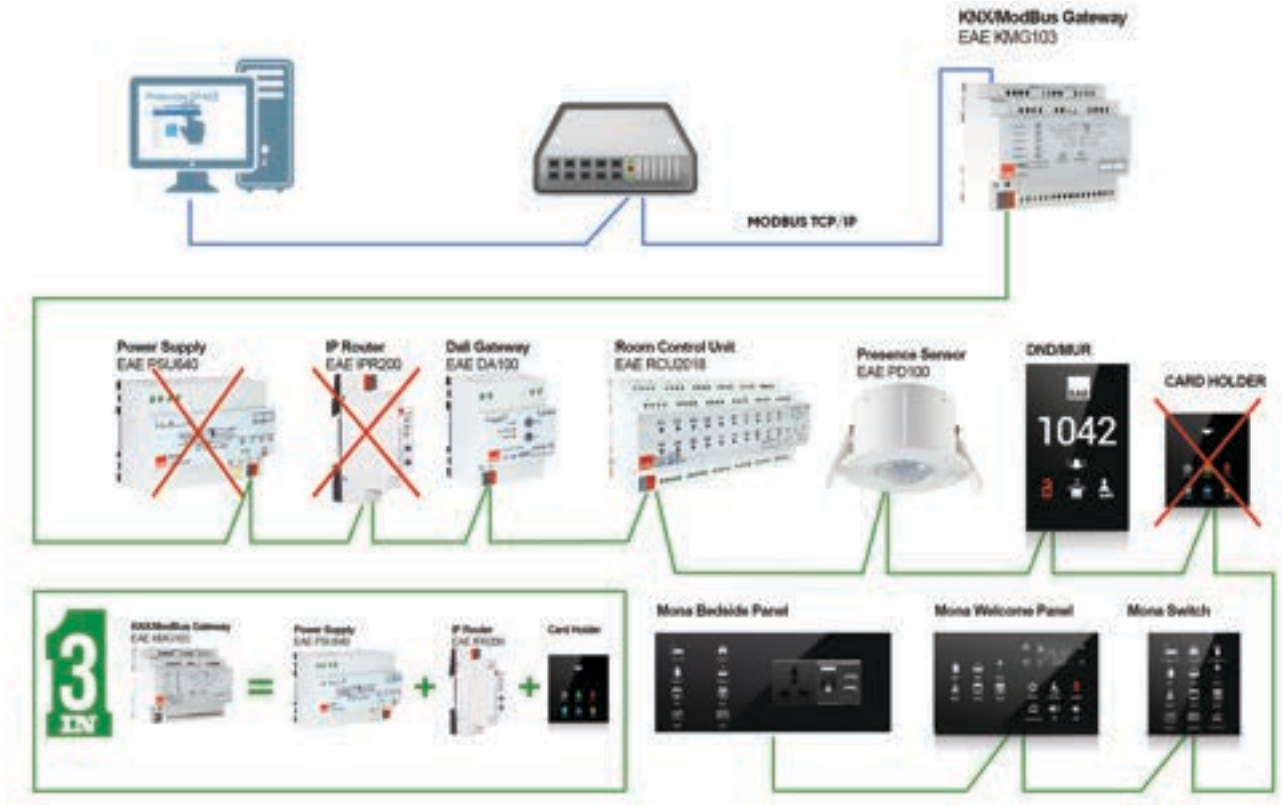 KNX/ModBus Gateway
EAE KMG103
MODBUS TCP/IP
Power Supply
EAE PSU640
IP Router
EAE IPR200
Dali Gateway
EAE DA100
Room Control Unit
EAE RCU2018
Presence Sensor
EAE PD100
DND/MUR
CARD HOLDER
EAE
1042
3
IN
KNX/ModBus Gateway
EAE KMG103
=
Power Supply
EAE PSU640
+
IP Router
EAE IPR200
+
Card Holder
Mona Bedside Panel
Mona Welcome Panel
Mona Switch